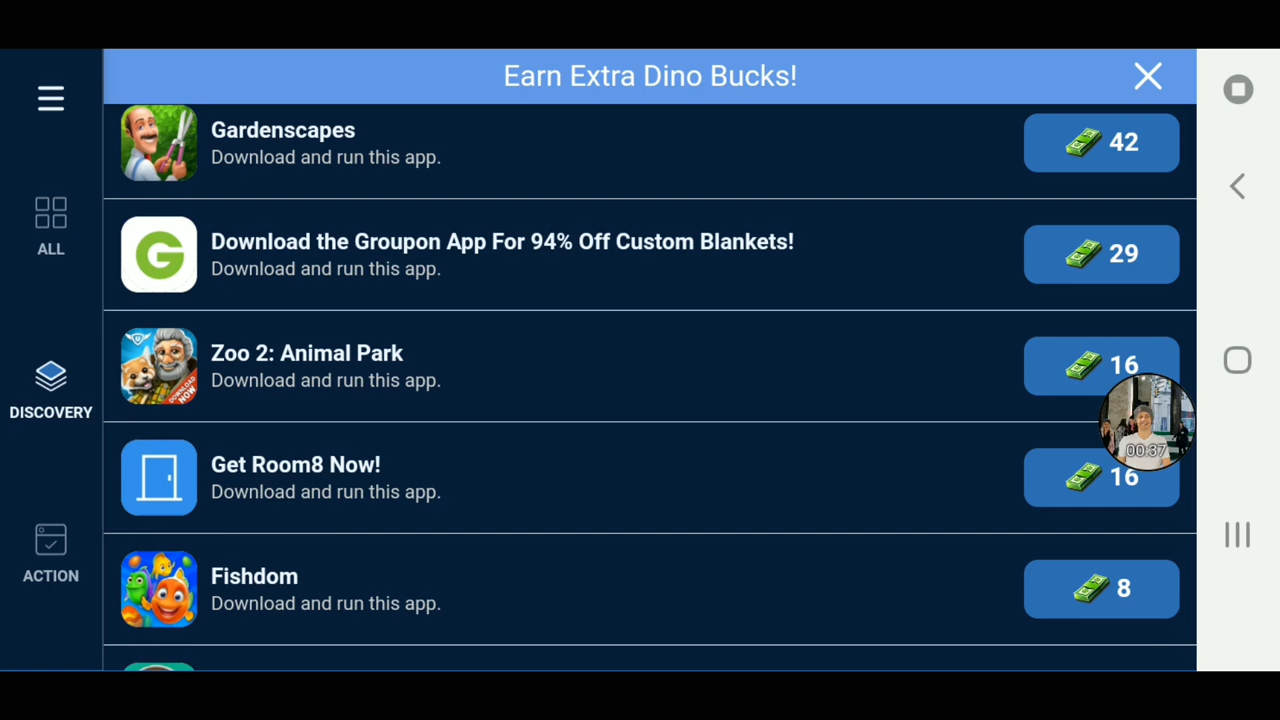 Earn Extra Dino Bucks!
Gardenscapes
Download and run this app.
42
ALL
Download the Groupon App For 94% Off Custom Blankets!
Download and run this app.
29
G
Zoo 2: Animal Park
Download and run this app.
16
DOWNLOAD NOW
DISCOVERY
00:37
Get Room8 Now!
Download and run this app.
16
ACTION
Fishdom
Download and run this app.
8